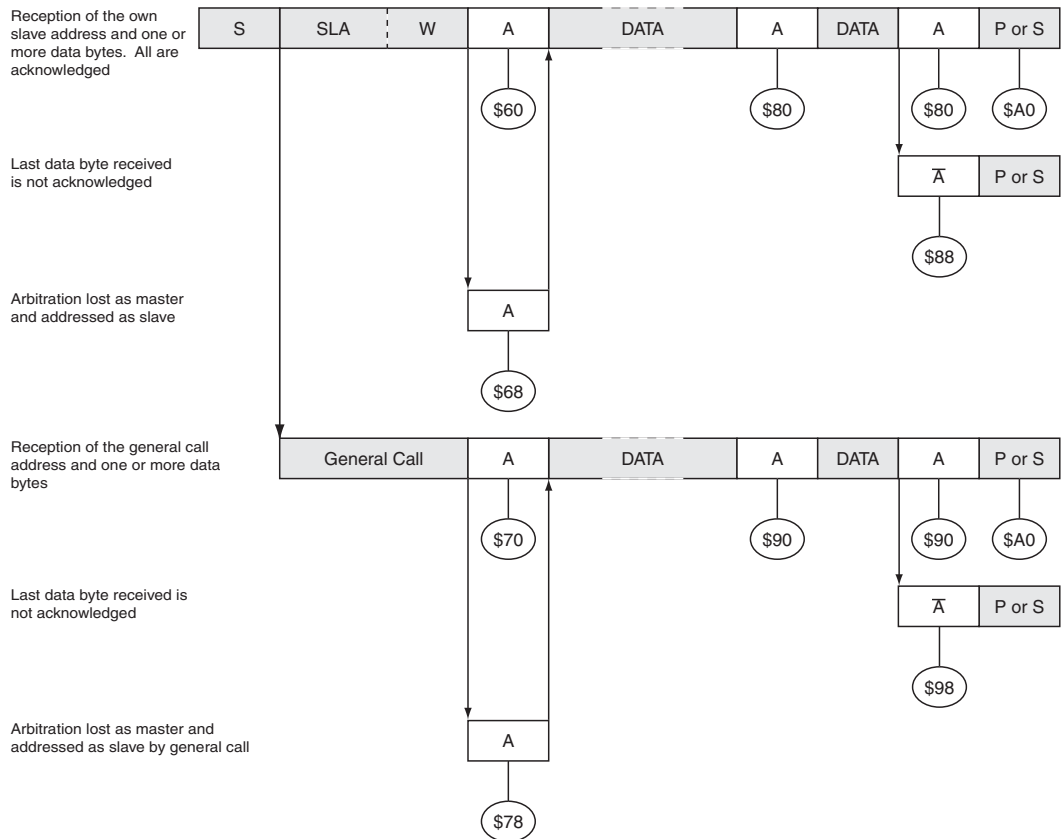 Reception of the own
slave address and one or
more data bytes. All are
acknowledged
S SLA W A DATA A DATA A P or S
$60 $80 $80 $A0
Last data byte received
is not acknowledged
A̅ P or S
$88
Arbitration lost as master
and addressed as slave
A
$68
Reception of the general call
address and one or more data
bytes
General Call A DATA A DATA A P or S
$70 $90 $90 $A0
Last data byte received is
not acknowledged
A̅ P or S
$98
Arbitration lost as master and
addressed as slave by general call
A
$78